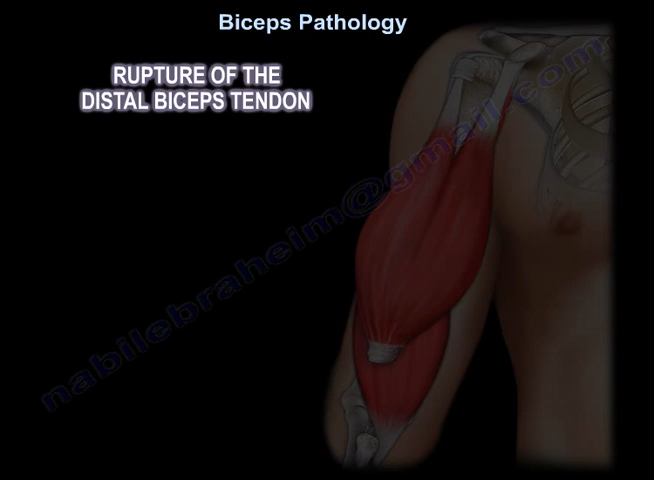 Biceps Pathology
RUPTURE OF THE
DISTAL BICEPS TENDON
nabilebraheim@gmail.com